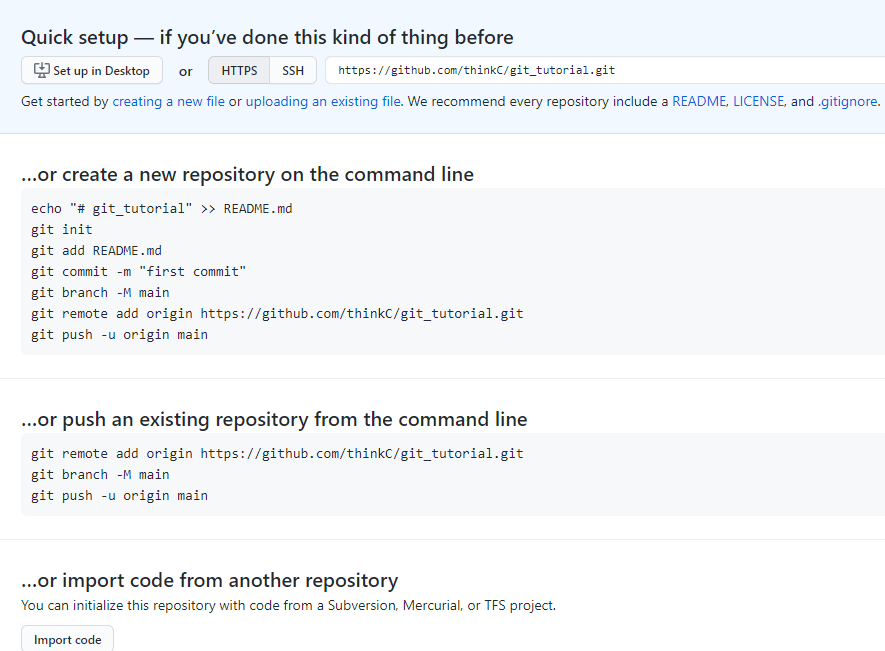 Quick setup — if you’ve done this kind of thing before
Set up in Desktop or HTTPS SSH https://github.com/thinkC/git_tutorial.git
Get started by creating a new file or uploading an existing file. We recommend every repository include a README, LICENSE, and .gitignore.
…or create a new repository on the command line
echo "# git_tutorial" >> README.md
git init
git add README.md
git commit -m "first commit"
git branch -M main
git remote add origin https://github.com/thinkC/git_tutorial.git
git push -u origin main
…or push an existing repository from the command line
git remote add origin https://github.com/thinkC/git_tutorial.git
git branch -M main
git push -u origin main
…or import code from another repository
You can initialize this repository with code from a Subversion, Mercurial, or TFS project.
Import code